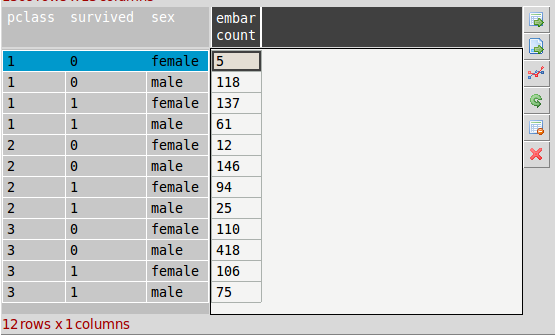 pclass survived sex embar
count
1 0 female 5
1 0 male 118
1 1 female 137
1 1 male 61
2 0 female 12
2 0 male 146
2 1 female 94
2 1 male 25
3 0 female 110
3 0 male 418
3 1 female 106
3 1 male 75
12 rows x 1 columns